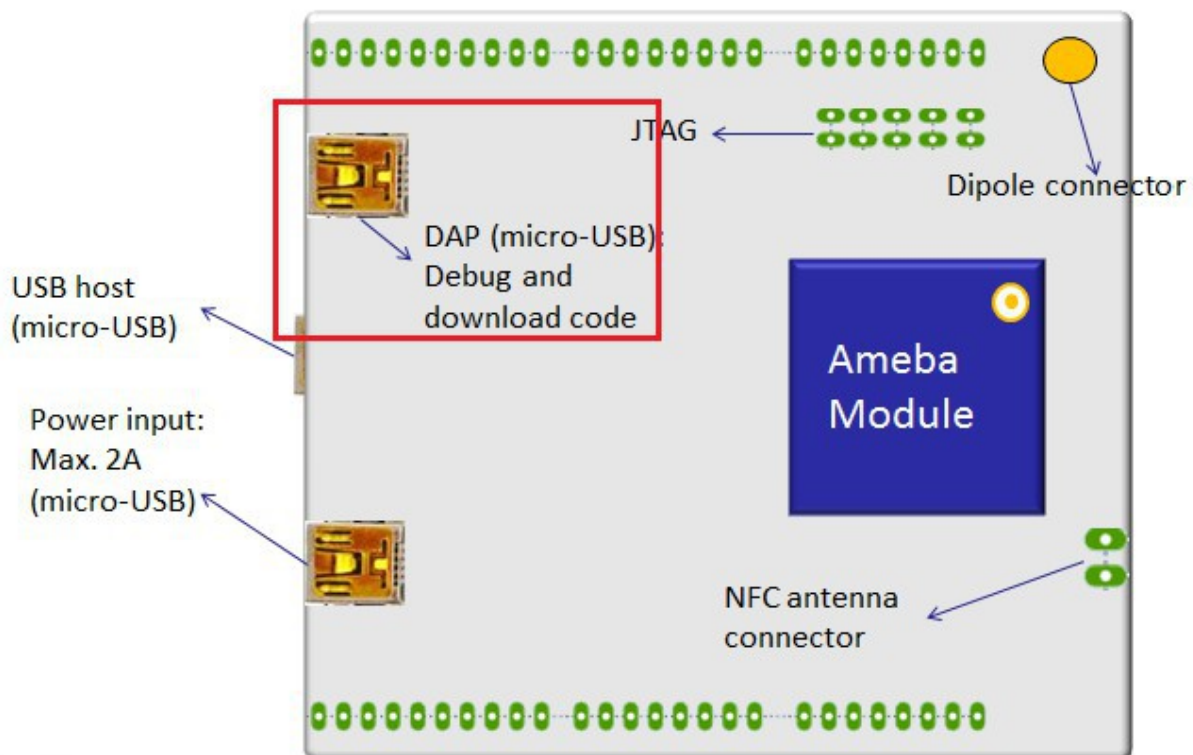 JTAG
Dipole connector
DAP (micro-USB):
Debug and
download code
USB host
(micro-USB)
Ameba
Module
Power input:
Max. 2A
(micro-USB)
NFC antenna
connector